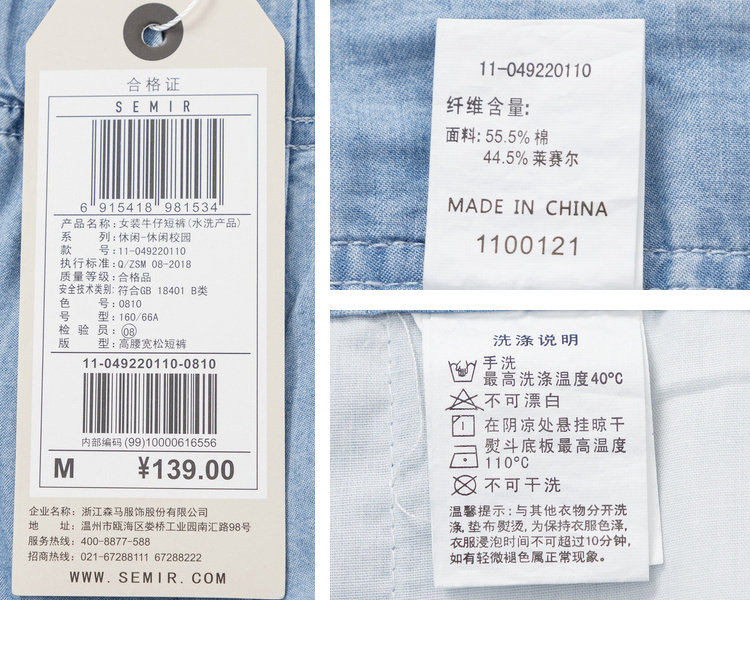 合格证
SEMIR
6 915418 981534
产品名称: 女装牛仔短裤(水洗产品)
系 列: 休闲-休闲校园
款 号: 11-049220110
执行标准: Q/ZSM 08-2018
质量等级: 合格品
安全技术类别: 符合GB 18401 B类
色 号: 0810
号 型: 160/66A
检 验 员: 08
版 型: 高腰宽松短裤
11-049220110-0810
内部编码 (99)10000616556
M ¥139.00
企业名称: 浙江森马服饰股份有限公司
地 址: 温州市瓯海区娄桥工业园南汇路98号
服务热线: 400-8877-588
招商热线: 021-67288111 67288222
WWW.SEMIR.COM
11-049220110
纤维含量:
面料: 55.5% 棉
44.5% 莱赛尔
MADE IN CHINA
1100121
洗涤说明
手洗
最高洗涤温度40℃
不可漂白
在阴凉处悬挂晾干
熨斗底板最高温度
110℃
不可干洗
温馨提示: 与其他衣物分开洗
涤, 垫布熨烫, 为保持衣服色泽,
衣服浸泡时间不可超过10分钟,
如有轻微褪色属正常现象。